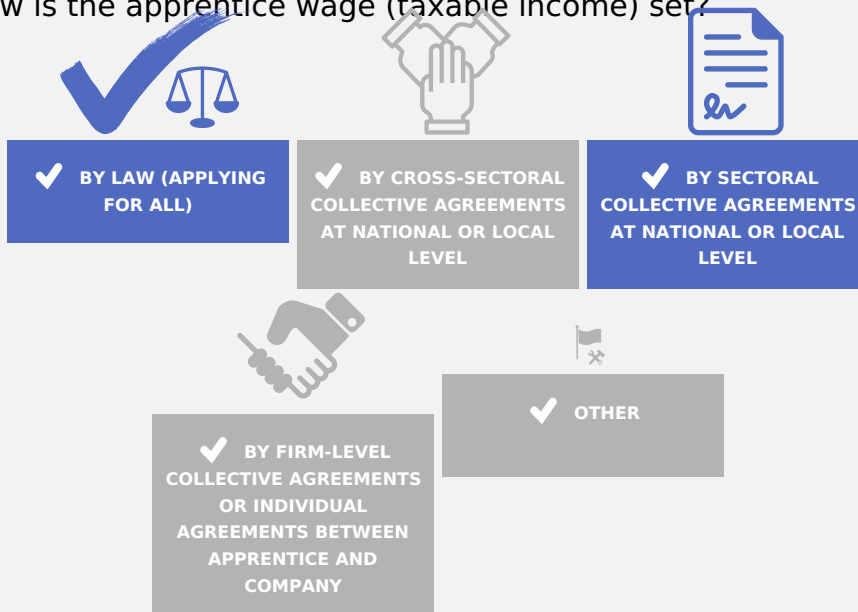 w is the apprentice wage (taxable income) set?
BY LAW (APPLYING
FOR ALL)
BY CROSS-SECTORAL
COLLECTIVE AGREEMENTS
AT NATIONAL OR LOCAL
LEVEL
BY SECTORAL
COLLECTIVE AGREEMENTS
AT NATIONAL OR LOCAL
LEVEL
BY FIRM-LEVEL
COLLECTIVE AGREEMENTS
OR INDIVIDUAL
AGREEMENTS BETWEEN
APPRENTICE AND
COMPANY
OTHER